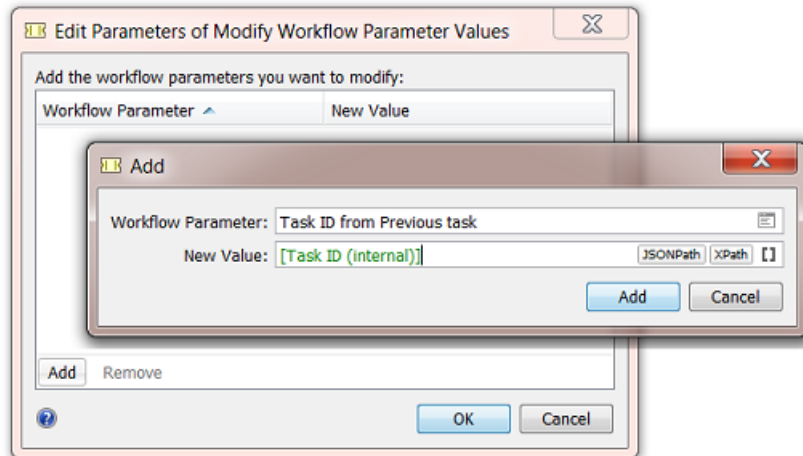 Edit Parameters of Modify Workflow Parameter Values
Add the workflow parameters you want to modify:
Workflow Parameter New Value
Add
Workflow Parameter: Task ID from Previous task
New Value: [Task ID (internal)] JSONPath XPath []
Add Cancel
Add Remove
OK Cancel